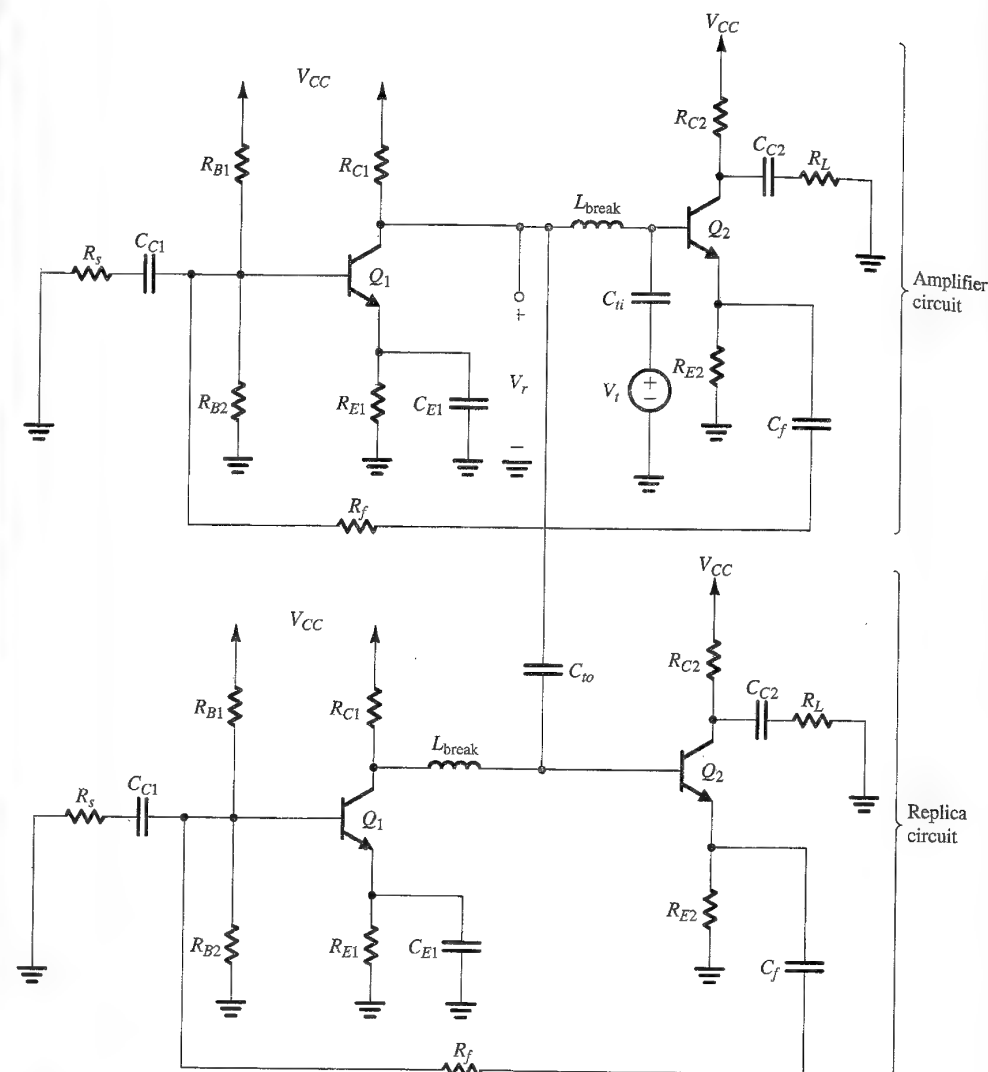 V_CC
V_CC
R_C2
C_C2
R_L
R_B1
R_C1
L_break
Q_2
C_C1
R_s
Q_1
C_ti
Amplifier
circuit
+
V_r
−
R_B2
R_E1
C_E1
V_t
+
−
R_E2
C_f
R_f
V_CC
V_CC
R_C2
C_to
C_C2
R_L
R_B1
R_C1
L_break
Q_2
C_C1
R_s
Q_1
Replica
circuit
R_B2
R_E1
C_E1
R_E2
C_f
R_f